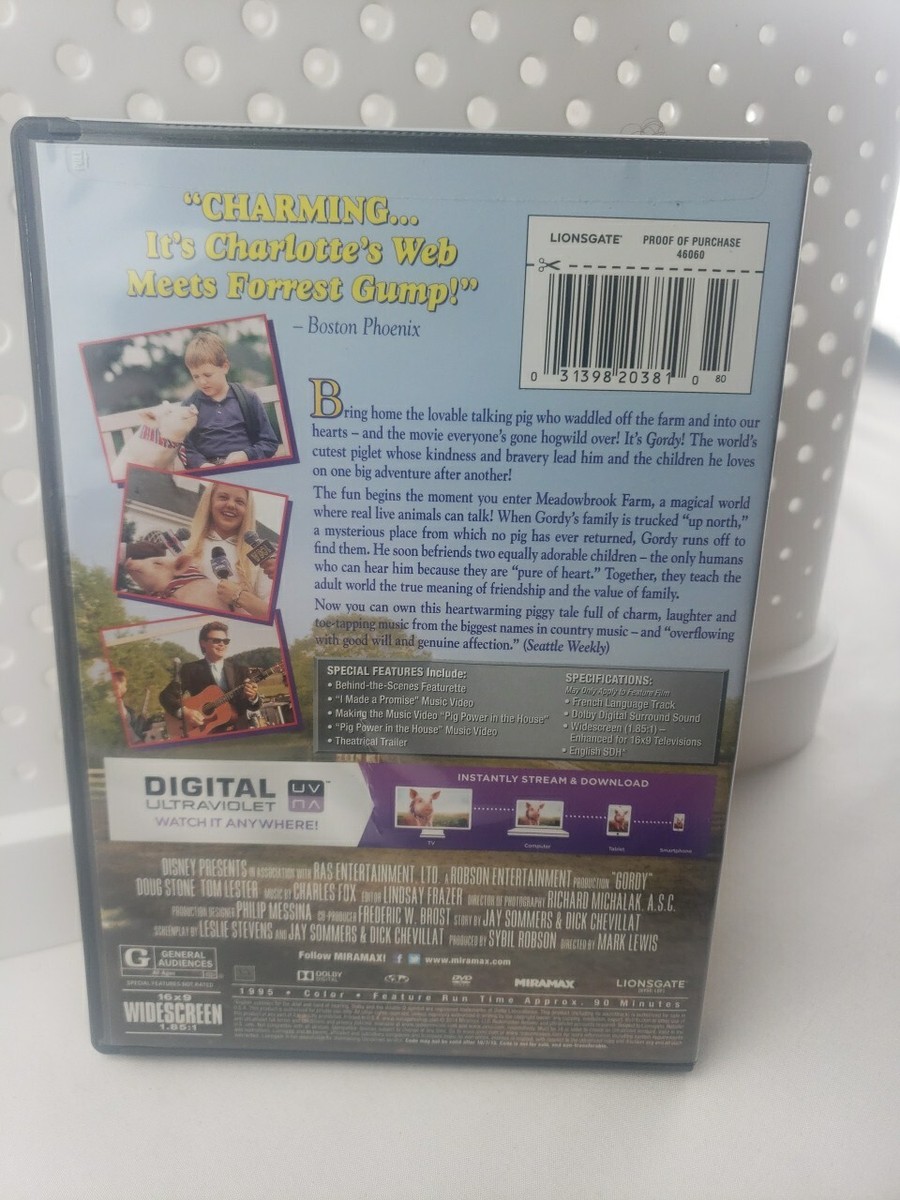 “CHARMING...
It's Charlotte's Web
Meets Forrest Gump!”
– Boston Phoenix
LIONSGATE PROOF OF PURCHASE
46060
0 31398 20381 0 80
Bring home the lovable talking pig who waddled off the farm and into our
hearts – and the movie everyone's gone hogwild over! It's Gordy! The world's
cutest piglet whose kindness and bravery lead him and the children he loves
on one big adventure after another!
The fun begins the moment you enter Meadowbrook Farm, a magical world
where real live animals can talk! When Gordy's family is trucked “up north,”
a mysterious place from which no pig has ever returned, Gordy runs off to
find them. He soon befriends two equally adorable children – the only humans
who can hear him because they are “pure of heart.” Together, they teach the
adult world the true meaning of friendship and the value of family.
Now you can own this heartwarming piggy tale full of charm, laughter and
toe-tapping music from the biggest names in country music – and “overflowing
with good will and genuine affection.” (Seattle Weekly)
SPECIAL FEATURES Include:
• Behind-the-Scenes Featurette
• “I Made a Promise” Music Video
• Making the Music Video “Pig Power in the House”
• “Pig Power in the House” Music Video
• Theatrical Trailer
SPECIFICATIONS:
May Only Apply to Feature Film
• French Language Track
• Dolby Digital Surround Sound
• Widescreen (1.85:1) –
Enhanced for 16x9 Televisions
• English SDH*
DIGITAL UV
ULTRAVIOLET
WATCH IT ANYWHERE!
INSTANTLY STREAM & DOWNLOAD
TV Computer Tablet Smartphone
DISNEY PRESENTS IN ASSOCIATION WITH RAS ENTERTAINMENT, LTD. A ROBSON ENTERTAINMENT PRODUCTION "GORDY"
DOUG STONE TOM LESTER MUSIC BY CHARLES FOX EDITOR LINDSAY FRAZER DIRECTOR OF PHOTOGRAPHY RICHARD MICHALAK, A.S.C.
PRODUCTION DESIGNER PHILIP MESSINA CO-PRODUCER FREDERIC W. BROST STORY BY JAY SOMMERS & DICK CHEVILLAT
SCREENPLAY BY LESLIE STEVENS AND JAY SOMMERS & DICK CHEVILLAT PRODUCED BY SYBIL ROBSON DIRECTED BY MARK LEWIS
Follow MIRAMAX! www.miramax.com
G GENERAL AUDIENCES
All Ages
SPECIAL FEATURES NOT RATED
DOLBY DIGITAL DVD MIRAMAX LIONSGATE
1995 • Color • Feature Run Time Approx. 90 Minutes
16x9
WIDESCREEN
1.85:1